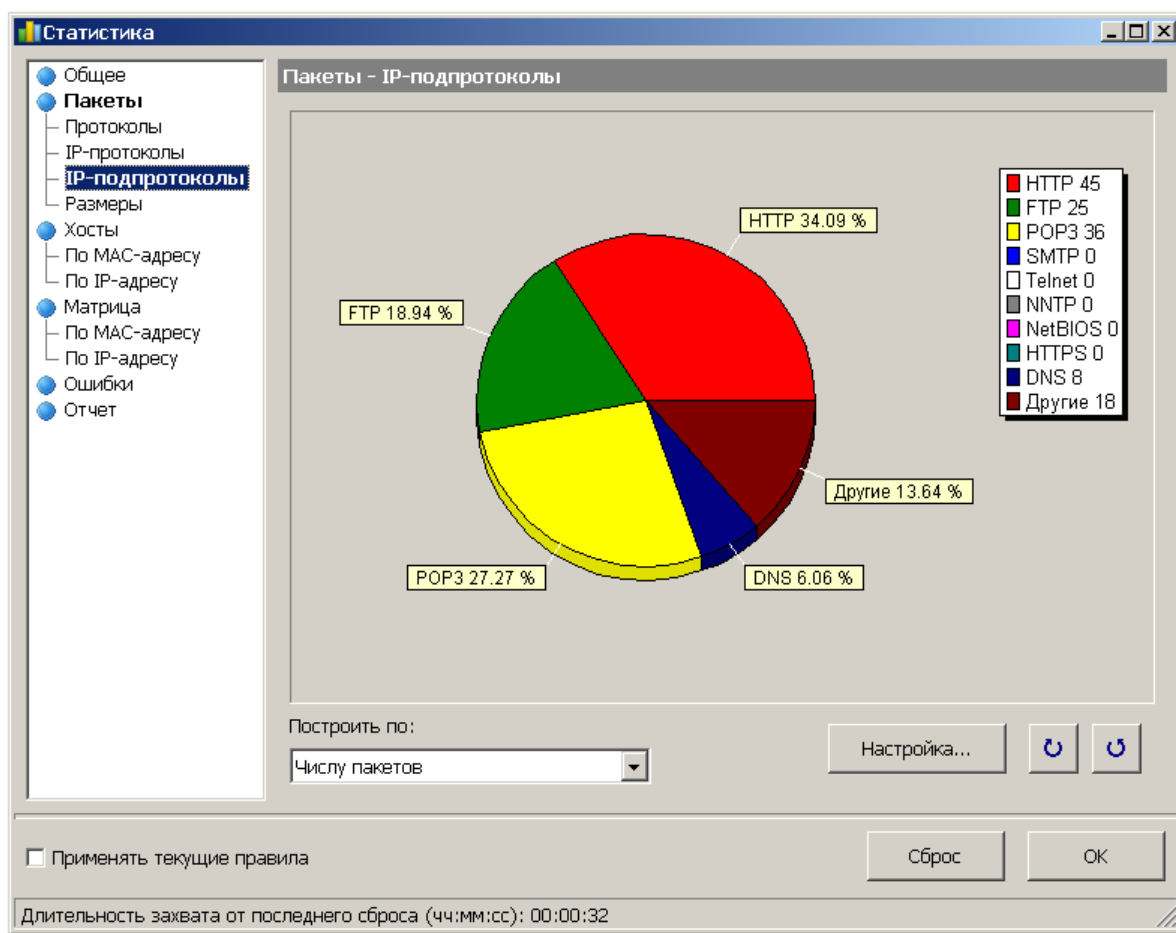 Статистика
Общее
Пакеты
Протоколы
IP-протоколы
IP-подпротоколы
Размеры
Хосты
По MAC-адресу
По IP-адресу
Матрица
По MAC-адресу
По IP-адресу
Ошибки
Отчет
Пакеты - IP-подпротоколы
HTTP 34.09 %
FTP 18.94 %
POP3 27.27 %
DNS 6.06 %
Другие 13.64 %
HTTP 45
FTP 25
POP3 36
SMTP 0
Telnet 0
NNTP 0
NetBIOS 0
HTTPS 0
DNS 8
Другие 18
Построить по:
Числу пакетов
Настройка...
Применять текущие правила
Сброс
OK
Длительность захвата от последнего сброса (чч:мм:сс): 00:00:32